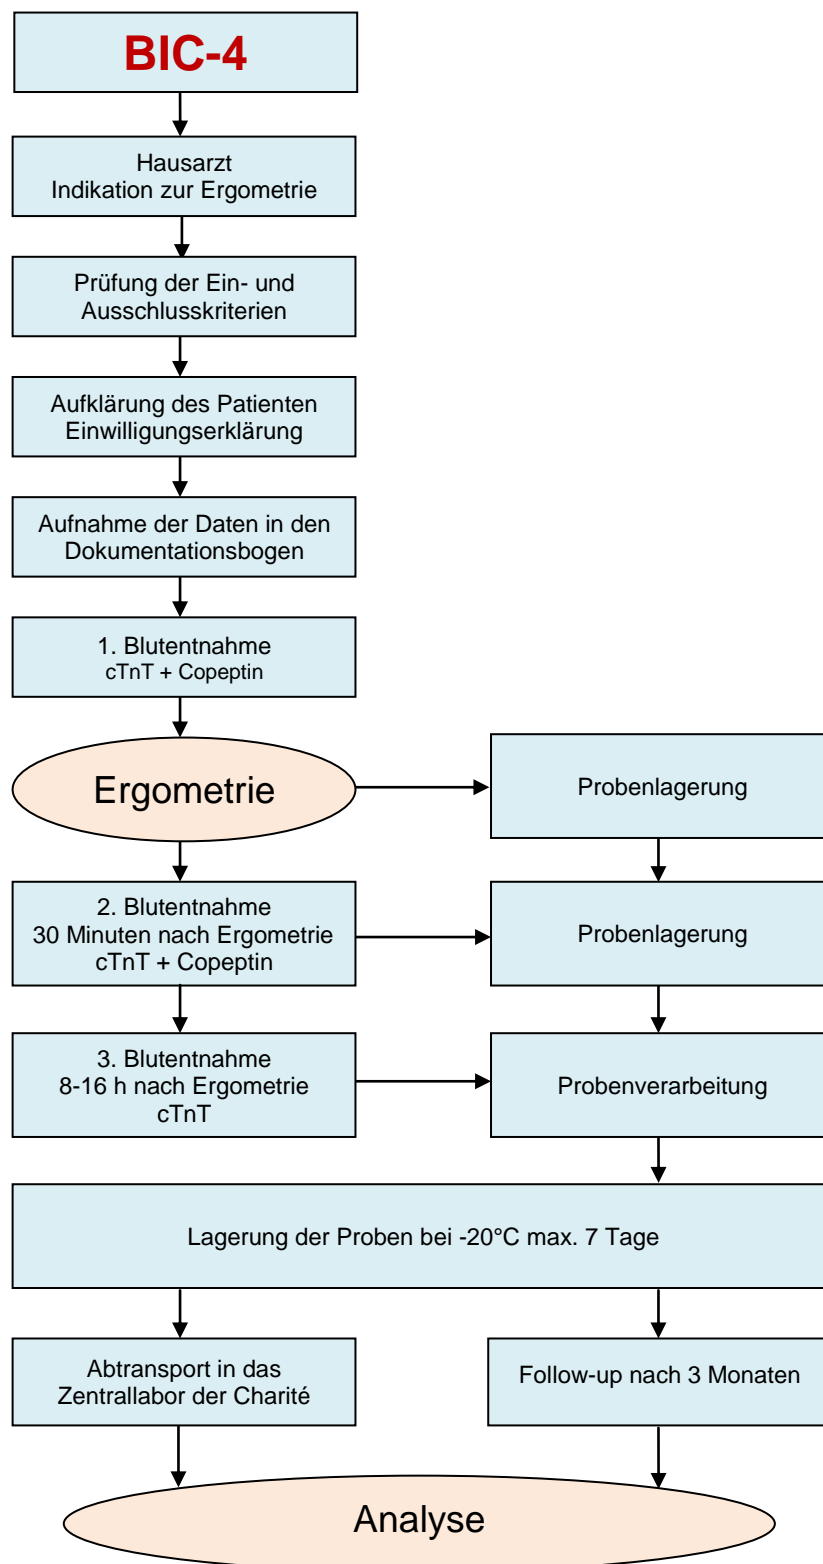 BIC-4
Hausarzt
Indikation zur Ergometrie
Prüfung der Ein- und
Ausschlusskriterien
Aufklärung des Patienten
Einwilligungserklärung
Aufnahme der Daten in den
Dokumentationsbogen
1. Blutentnahme
cTnT + Copeptin
Ergometrie
Probenlagerung
2. Blutentnahme
30 Minuten nach Ergometrie
cTnT + Copeptin
Probenlagerung
3. Blutentnahme
8-16 h nach Ergometrie
cTnT
Probenverarbeitung
Lagerung der Proben bei -20°C max. 7 Tage
Abtransport in das
Zentrallabor der Charité
Follow-up nach 3 Monaten
Analyse